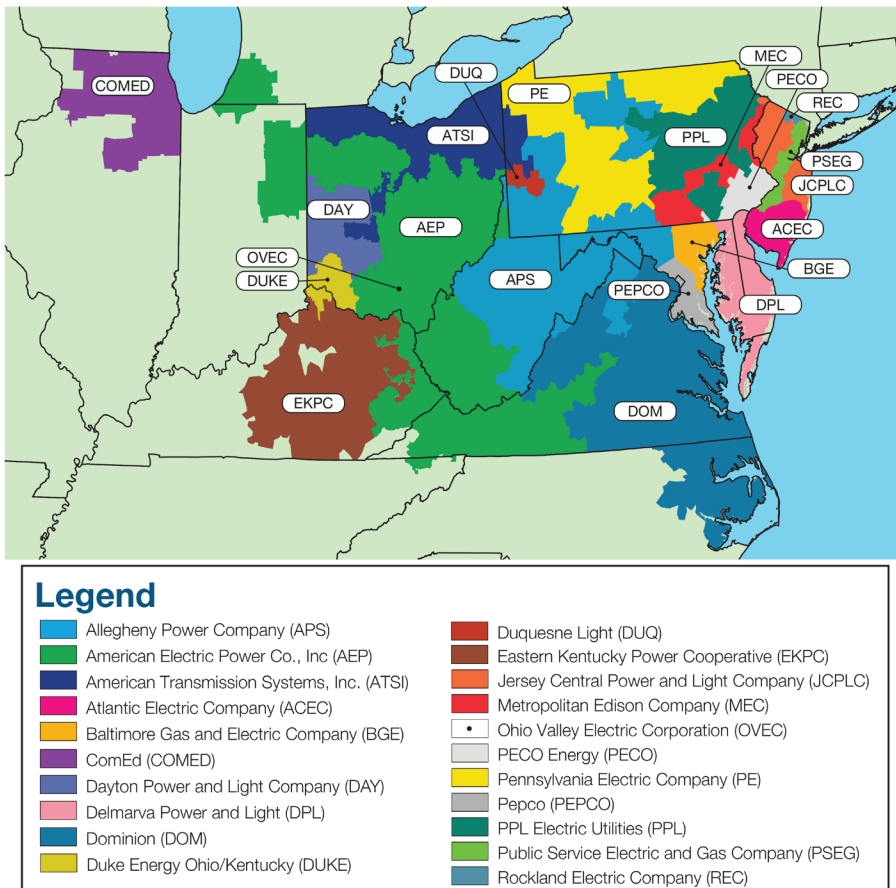 MEC
DUQ
PECO
COMED
PE
REC
ATSI
PPL
PSEG
JCPLC
DAY
AEP
ACEC
OVEC
BGE
DUKE
APS
PEPCO
DPL
EKPC
DOM
Legend
Allegheny Power Company (APS)
American Electric Power Co., Inc (AEP)
American Transmission Systems, Inc. (ATSI)
Atlantic Electric Company (ACEC)
Baltimore Gas and Electric Company (BGE)
ComEd (COMED)
Dayton Power and Light Company (DAY)
Delmarva Power and Light (DPL)
Dominion (DOM)
Duke Energy Ohio/Kentucky (DUKE)
Duquesne Light (DUQ)
Eastern Kentucky Power Cooperative (EKPC)
Jersey Central Power and Light Company (JCPLC)
Metropolitan Edison Company (MEC)
Ohio Valley Electric Corporation (OVEC)
PECO Energy (PECO)
Pennsylvania Electric Company (PE)
Pepco (PEPCO)
PPL Electric Utilities (PPL)
Public Service Electric and Gas Company (PSEG)
Rockland Electric Company (REC)